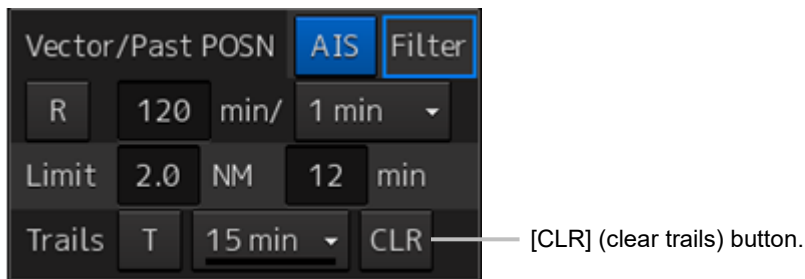 Vector/Past POSN AIS Filter
R 120 min/ 1 min
Limit 2.0 NM 12 min
Trails T 15 min CLR [CLR] (clear trails) button.